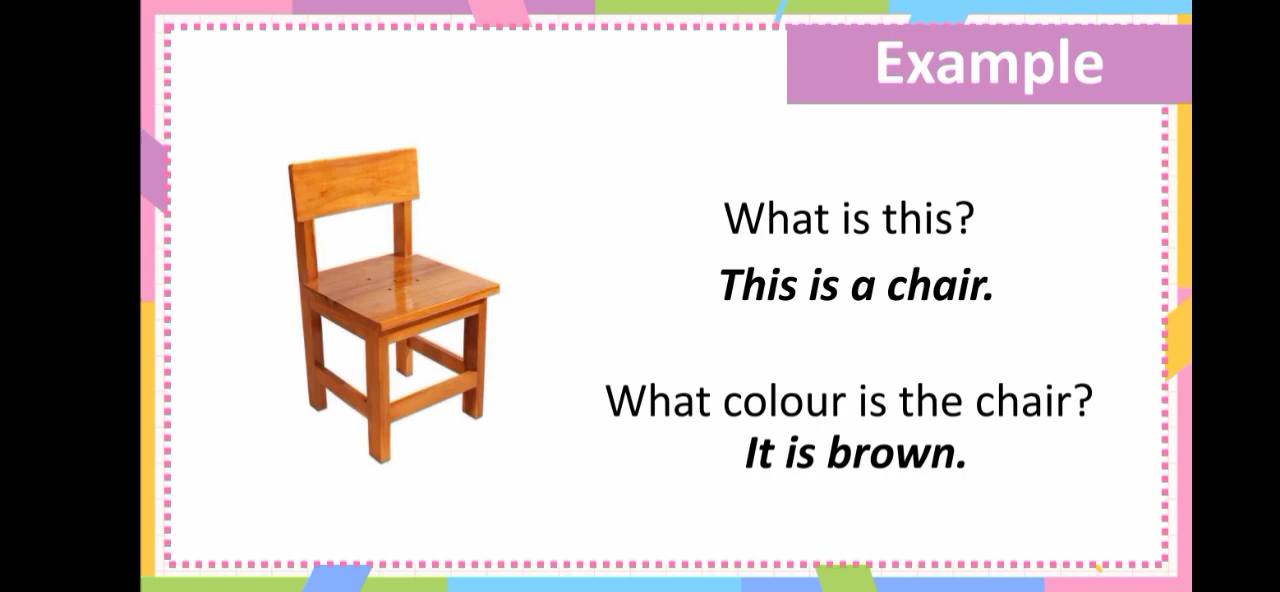 Example
What is this?
This is a chair.
What colour is the chair?
It is brown.